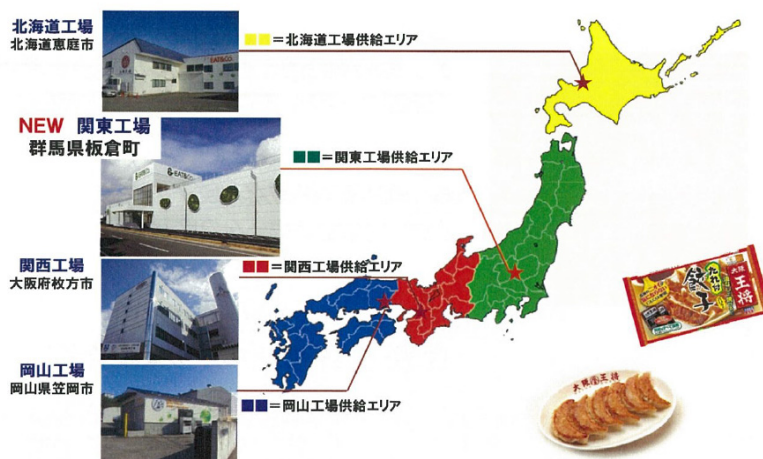 北海道工場
北海道恵庭市
EAT&CO
■■=北海道工場供給エリア
NEW 関東工場
群馬県板倉町
EAT&CO
■■=関東工場供給エリア
関西工場
大阪府枚方市
■■=関西工場供給エリア
岡山工場
岡山県笠岡市
■■=岡山工場供給エリア
大阪
王将
餃子
大阪王将